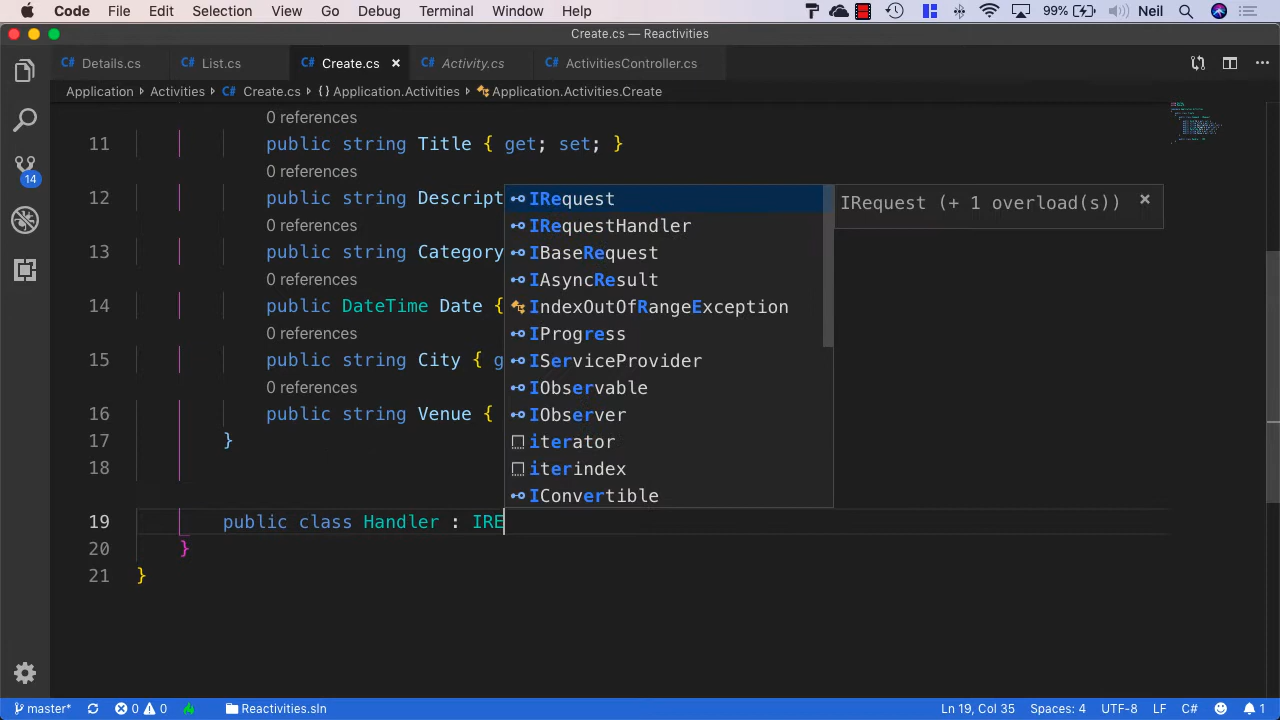 Code File Edit Selection View Go Debug Terminal Window Help 99% Neil
Create.cs — Reactivities
Details.cs List.cs Create.cs × Activity.cs ActivitiesController.cs
Application Activities Create.cs {} Application.Activities Application.Activities.Create
0 references
11 public string Title { get; set; }
0 references
12 public string Descript
0 references
13 public string Category
0 references
14 public DateTime Date {
0 references
15 public string City { g
0 references
16 public string Venue {
17 }
18
19 public class Handler : IRE
20 }
21 }
IRequest
IRequestHandler
IBaseRequest
IAsyncResult
IndexOutOfRangeException
IProgress
IServiceProvider
IObservable
IObserver
iterator
iterindex
IConvertible
IRequest (+ 1 overload(s)) ×
14
master* 0 0 Reactivities.sln Ln 19, Col 35 Spaces: 4 UTF-8 LF C# 1